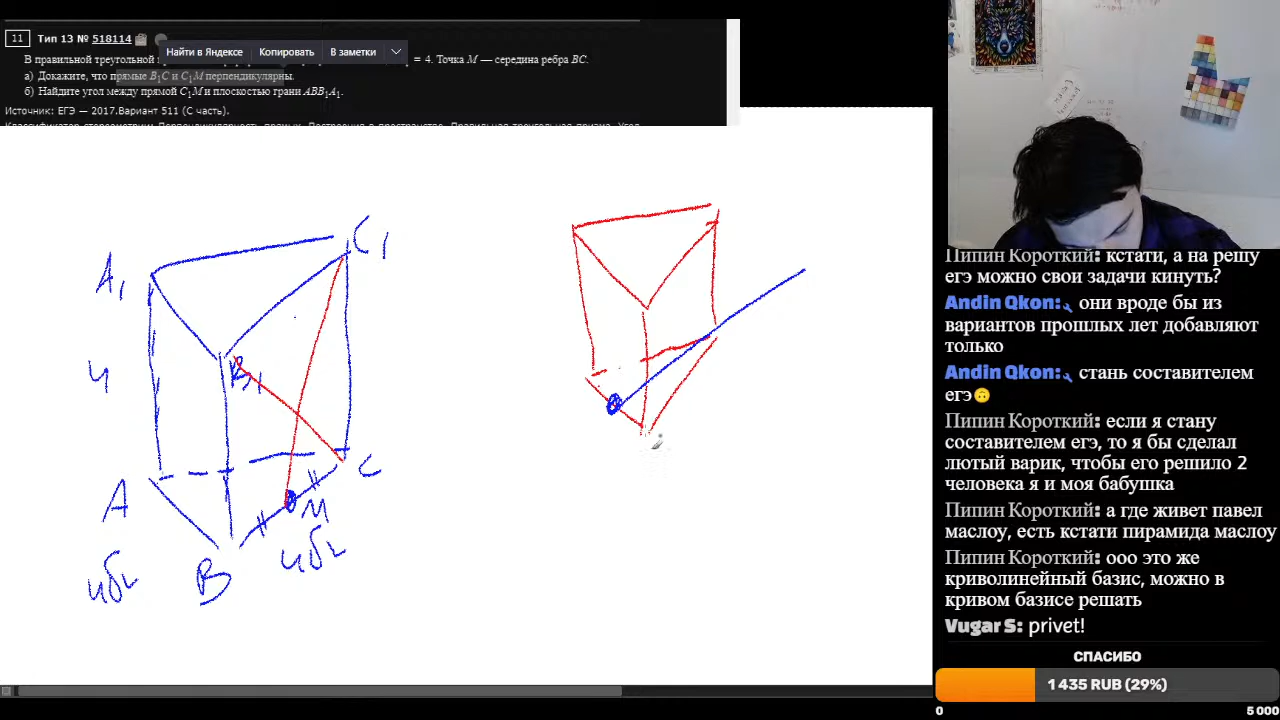 11 Тип 13 № 518114
Найти в Яндексе Копировать В заметки
В правильной треугольной = 4. Точка M — середина ребра BC.
а) Докажите, что прямые B₁C и C₁M перпендикулярны.
б) Найдите угол между прямой C₁M и плоскостью грани ABB₁A₁.
Источник: ЕГЭ — 2017.Вариант 511 (С часть).
C₁
A₁
B₁
4
A
C
M
B
Пипин Короткий: кстати, а на решу
егэ можно свои задачи кинуть?
Andin Qkon: они вроде бы из
вариантов прошлых лет добавляют
только
Andin Qkon: стань составителем
егэ🙃
Пипин Короткий: если я стану
составителем егэ, то я бы сделал
лютый варик, чтобы его решило 2
человека я и моя бабушка
Пипин Короткий: а где живет павел
маслоу, есть кстати пирамида маслоу
Пипин Короткий: ооо это же
криволинейный базис, можно в
кривом базисе решать
Vugar S: privet!
СПАСИБО
1 435 RUB (29%)
0 5 000